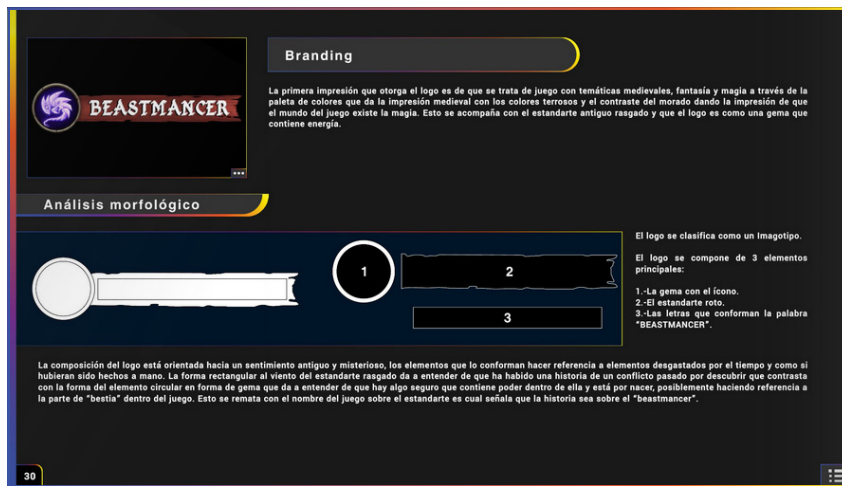 BEASTMANCER
Branding
La primera impresión que otorga el logo es de que se trata de juego con temáticas medievales, fantasía y magia a través de la
paleta de colores que da la impresión medieval con los colores terrosos y el contraste del morado dando la impresión de que
el mundo del juego existe la magia. Esto se acompaña con el estandarte antiguo rasgado y que el logo es como una gema que
contiene energía.
Análisis morfológico
1
2
3
El logo se clasifica como un Imagotipo.
El logo se compone de 3 elementos
principales:
1.-La gema con el ícono.
2.-El estandarte roto.
3.-Las letras que conforman la palabra
"BEASTMANCER".
La composición del logo está orientada hacia un sentimiento antiguo y misterioso, los elementos que lo conforman hacer referencia a elementos desgastados por el tiempo y como si
hubieran sido hechos a mano. La forma rectangular al viento del estandarte rasgado da a entender de que ha habido una historia de un conflicto pasado por descubrir que contrasta
con la forma del elemento circular en forma de gema que da a entender de que hay algo seguro que contiene poder dentro de ella y está por nacer, posiblemente haciendo referencia a
la parte de "bestia" dentro del juego. Esto se remata con el nombre del juego sobre el estandarte es cual señala que la historia sea sobre el "beastmancer".
30